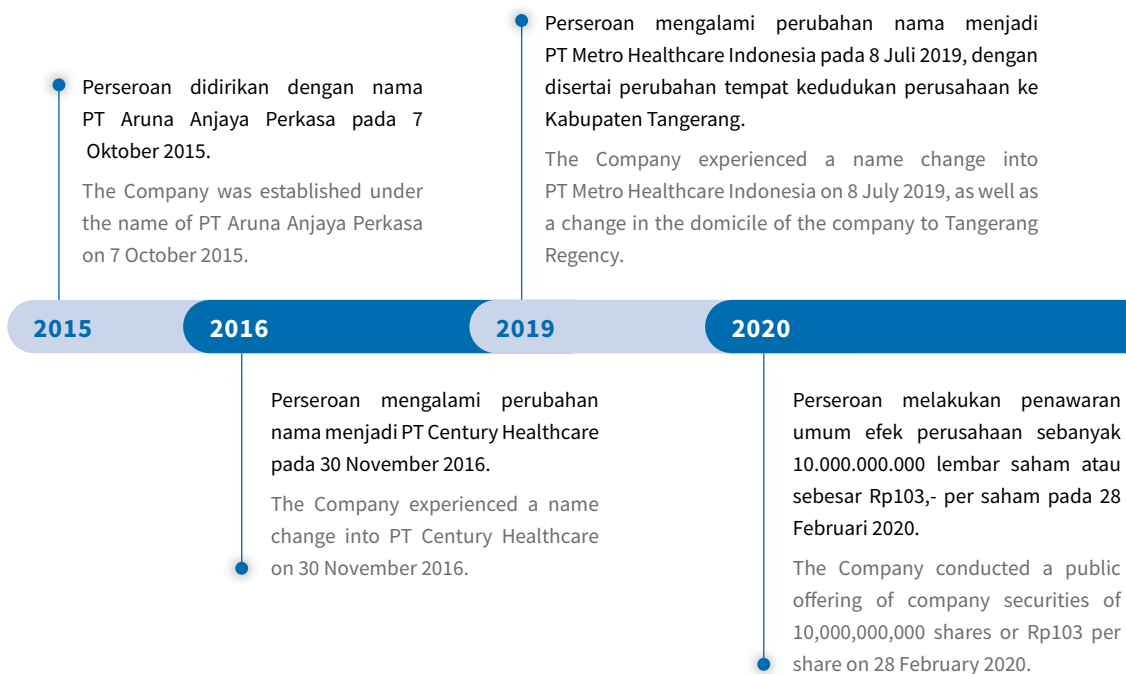 Perseroan didirikan dengan nama
PT Aruna Anjaya Perkasa pada 7
Oktober 2015.
The Company was established under
the name of PT Aruna Anjaya Perkasa
on 7 October 2015.
Perseroan mengalami perubahan nama menjadi
PT Metro Healthcare Indonesia pada 8 Juli 2019, dengan
disertai perubahan tempat kedudukan perusahaan ke
Kabupaten Tangerang.
The Company experienced a name change into
PT Metro Healthcare Indonesia on 8 July 2019, as well as
a change in the domicile of the company to Tangerang
Regency.
2015
2016
2019
2020
Perseroan mengalami perubahan
nama menjadi PT Century Healthcare
pada 30 November 2016.
The Company experienced a name
change into PT Century Healthcare
on 30 November 2016.
Perseroan melakukan penawaran
umum efek perusahaan sebanyak
10.000.000.000 lembar saham atau
sebesar Rp103,- per saham pada 28
Februari 2020.
The Company conducted a public
offering of company securities of
10,000,000,000 shares or Rp103 per
share on 28 February 2020.